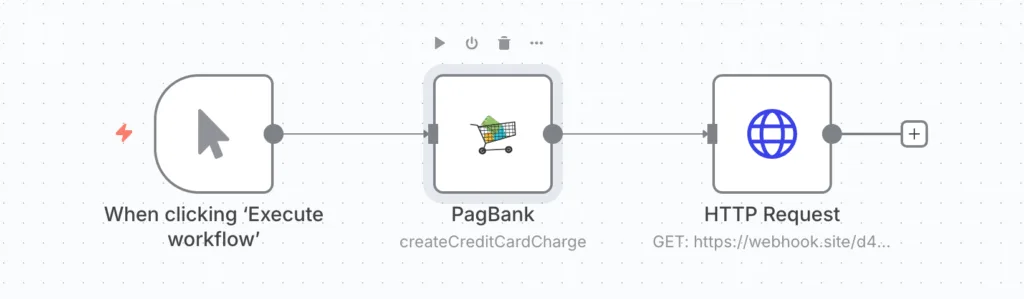 When clicking ‘Execute
workflow’
PagBank
createCreditCardCharge
HTTP Request
GET: https://webhook.site/d4...